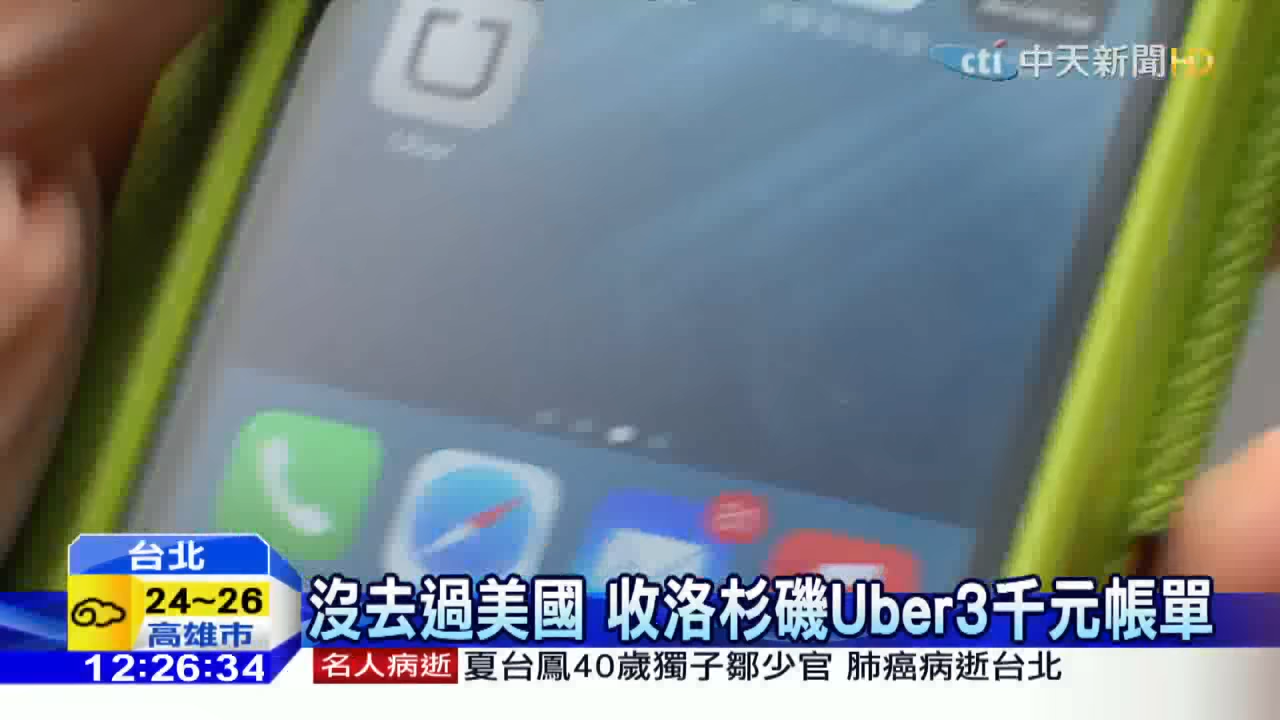 cti 中天新聞HD
Uber
台北
24~26
高雄市
12:26:34
沒去過美國 收洛杉磯Uber3千元帳單
名人病逝 夏台鳳40歲獨子鄒少官 肺癌病逝台北